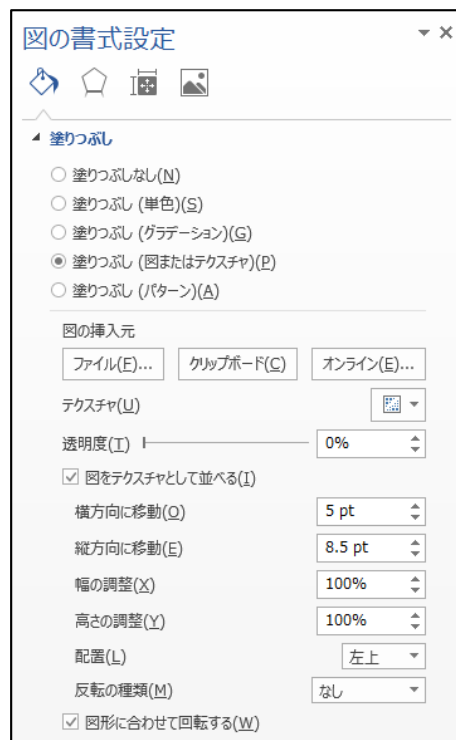 図の書式設定
塗りつぶし
塗りつぶしなし(N)
塗りつぶし (単色)(S)
塗りつぶし (グラデーション)(G)
塗りつぶし (図またはテクスチャ)(P)
塗りつぶし (パターン)(A)
図の挿入元
ファイル(F)... クリップボード(C) オンライン(E)...
テクスチャ(U)
透明度(T) 0%
図をテクスチャとして並べる(I)
横方向に移動(O) 5 pt
縦方向に移動(E) 8.5 pt
幅の調整(X) 100%
高さの調整(Y) 100%
配置(L) 左上
反転の種類(M) なし
図形に合わせて回転する(W)